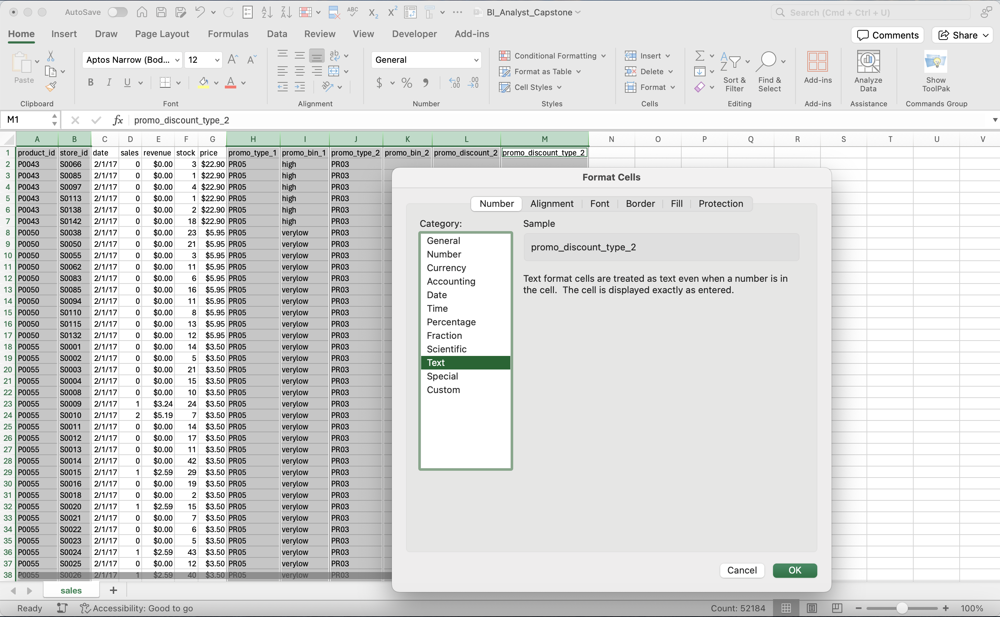 AutoSave
ABC
X2
X2
BI_Analyst_Capstone
Search (Cmd + Ctrl + U)
Home Insert Draw Page Layout Formulas Data Review View Developer Add-ins
Comments Share
Paste
Clipboard
Aptos Narrow (Bod... 12
B I U
Font
Alignment
General
$ % ,
Number
Conditional Formatting
Format as Table
Cell Styles
Styles
Insert
Delete
Format
Cells
Sort & Filter
Find & Select
Editing
Add-ins
Add-ins
Analyze Data
Assistance
Show ToolPak
Commands Group
M1 fx promo_discount_type_2
A B C D E F G H I J K L M N O P Q R S T U V
1 product_id store_id date sales revenue stock price promo_type_1 promo_bin_1 promo_type_2 promo_bin_2 promo_discount_2 promo_discount_type_2
2 P0043 S0066 2/1/17 0 $0.00 3 $22.90 PR05 high PR03
3 P0043 S0085 2/1/17 0 $0.00 1 $22.90 PR05 high PR03
4 P0043 S0097 2/1/17 0 $0.00 4 $22.90 PR05 high PR03
5 P0043 S0113 2/1/17 0 $0.00 1 $22.90 PR05 high PR03
6 P0043 S0138 2/1/17 0 $0.00 2 $22.90 PR05 high PR03
7 P0043 S0142 2/1/17 0 $0.00 18 $22.90 PR05 high PR03
8 P0050 S0038 2/1/17 0 $0.00 23 $5.95 PR05 verylow PR03
9 P0050 S0050 2/1/17 0 $0.00 21 $5.95 PR05 verylow PR03
10 P0050 S0055 2/1/17 0 $0.00 3 $5.95 PR05 verylow PR03
11 P0050 S0062 2/1/17 0 $0.00 11 $5.95 PR05 verylow PR03
12 P0050 S0083 2/1/17 0 $0.00 6 $5.95 PR05 verylow PR03
13 P0050 S0085 2/1/17 0 $0.00 16 $5.95 PR05 verylow PR03
14 P0050 S0094 2/1/17 0 $0.00 11 $5.95 PR05 verylow PR03
15 P0050 S0110 2/1/17 0 $0.00 8 $5.95 PR05 verylow PR03
16 P0050 S0115 2/1/17 0 $0.00 13 $5.95 PR05 verylow PR03
17 P0050 S0132 2/1/17 0 $0.00 12 $5.95 PR05 verylow PR03
18 P0055 S0001 2/1/17 0 $0.00 14 $3.50 PR05 verylow PR03
19 P0055 S0002 2/1/17 0 $0.00 5 $3.50 PR05 verylow PR03
20 P0055 S0003 2/1/17 0 $0.00 21 $3.50 PR05 verylow PR03
21 P0055 S0004 2/1/17 0 $0.00 15 $3.50 PR05 verylow PR03
22 P0055 S0008 2/1/17 0 $0.00 10 $3.50 PR05 verylow PR03
23 P0055 S0009 2/1/17 1 $3.24 24 $3.50 PR05 verylow PR03
24 P0055 S0010 2/1/17 2 $5.19 7 $3.50 PR05 verylow PR03
25 P0055 S0011 2/1/17 0 $0.00 14 $3.50 PR05 verylow PR03
26 P0055 S0012 2/1/17 0 $0.00 17 $3.50 PR05 verylow PR03
27 P0055 S0013 2/1/17 0 $0.00 11 $3.50 PR05 verylow PR03
28 P0055 S0014 2/1/17 0 $0.00 42 $3.50 PR05 verylow PR03
29 P0055 S0015 2/1/17 1 $2.59 29 $3.50 PR05 verylow PR03
30 P0055 S0016 2/1/17 0 $0.00 19 $3.50 PR05 verylow PR03
31 P0055 S0018 2/1/17 0 $0.00 2 $3.50 PR05 verylow PR03
32 P0055 S0020 2/1/17 1 $2.59 15 $3.50 PR05 verylow PR03
33 P0055 S0021 2/1/17 0 $0.00 7 $3.50 PR05 verylow PR03
34 P0055 S0022 2/1/17 0 $0.00 6 $3.50 PR05 verylow PR03
35 P0055 S0023 2/1/17 0 $0.00 5 $3.50 PR05 verylow PR03
36 P0055 S0024 2/1/17 1 $2.59 43 $3.50 PR05 verylow PR03
37 P0055 S0025 2/1/17 0 $0.00 12 $3.50 PR05 verylow PR03
38 P0055 S0026 2/1/17 1 $2.59 40 $3.50 PR05 verylow PR03
Format Cells
Number Alignment Font Border Fill Protection
Category:
General
Number
Currency
Accounting
Date
Time
Percentage
Fraction
Scientific
Text
Special
Custom
Sample
promo_discount_type_2
Text format cells are treated as text even when a number is in
the cell. The cell is displayed exactly as entered.
Cancel OK
sales +
Ready Accessibility: Good to go Count: 52184 − + 100%